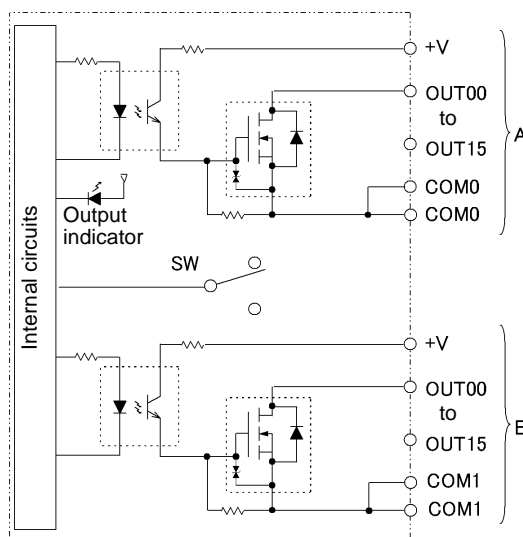 +V
OUT00
to
OUT15
A
COM0
COM0
Output
indicator
Internal circuits
SW
+V
OUT00
to
OUT15
B
COM1
COM1